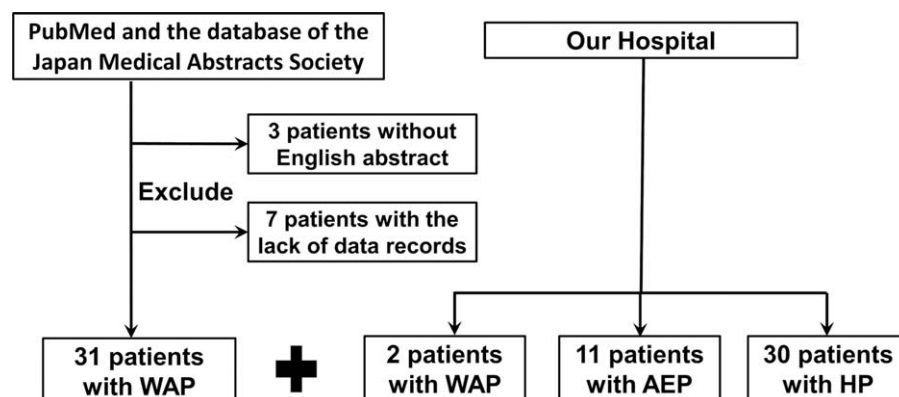 PubMed and the database of the
Japan Medical Abstracts Society
Our Hospital
3 patients without
English abstract
Exclude
7 patients with the
lack of data records
31 patients
with WAP
2 patients
with WAP
11 patients
with AEP
30 patients
with HP